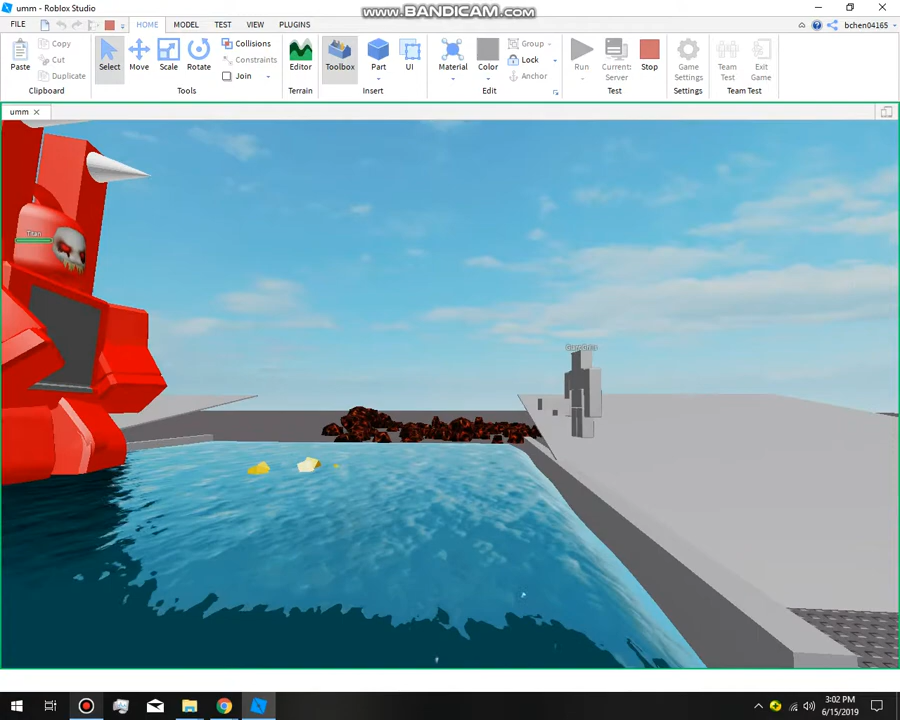 umm - Roblox Studio
www.BANDICAM.com
FILE HOME MODEL TEST VIEW PLUGINS bchen04165
Paste Copy Cut Duplicate Select Move Scale Rotate Collisions Constraints Join Editor Toolbox Part UI Material Color Group Lock Anchor Run Current: Server Stop Game Settings Team Test Exit Game
Clipboard Tools Terrain Insert Edit Test Settings Team Test
umm
Titan
3:02 PM
6/15/2019